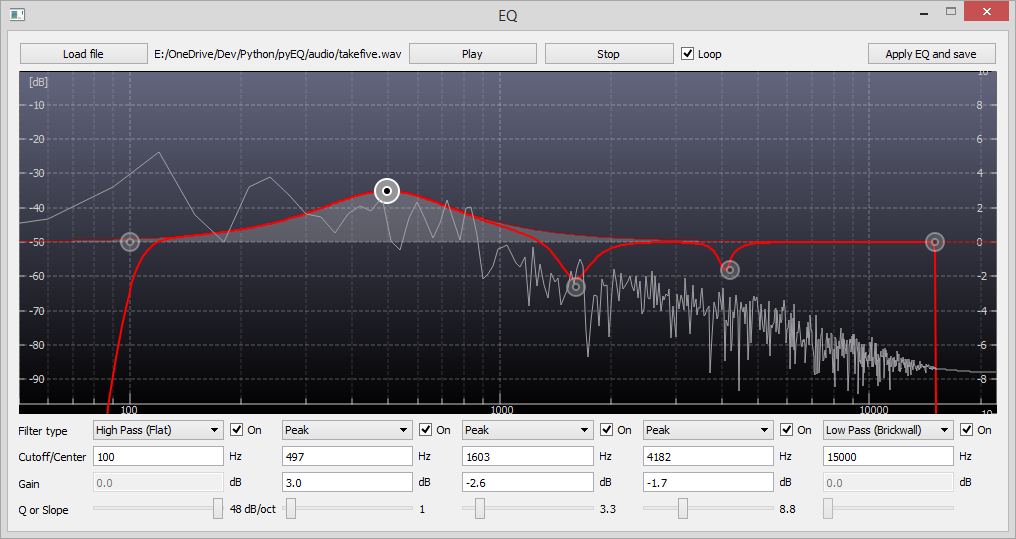 EQ
Load file E:/OneDrive/Dev/Python/pyEQ/audio/takefive.wav Play Stop Loop Apply EQ and save
[dB] 10
-10
-20
-30 4
-40 2
-50 0
-60 -2
-70 -4
-80 -6
-90 -8
100 1000 10000 -10
Filter type High Pass (Flat) On Peak On Peak On Peak On Low Pass (Brickwall) On
Cutoff/Center 100 Hz 497 Hz 1603 Hz 4182 Hz 15000 Hz
Gain 0.0 dB 3.0 dB -2.6 dB -1.7 dB 0.0 dB
Q or Slope 48 dB/oct 1 3.3 8.8